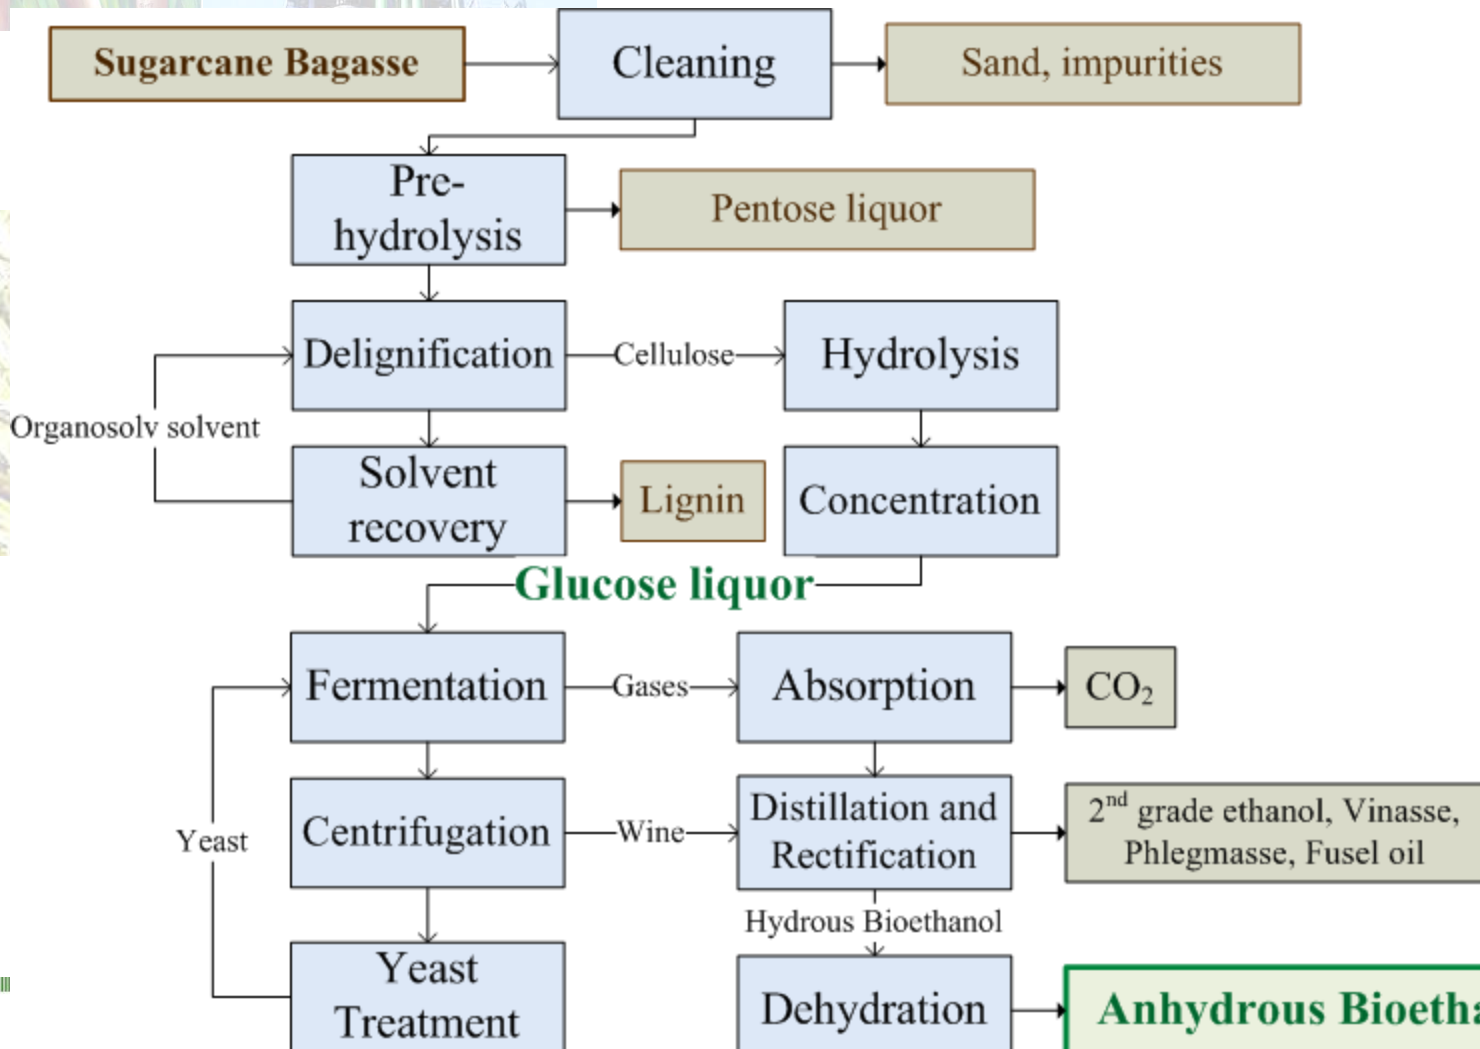 Sugarcane Bagasse
Cleaning
Sand, impurities
Pre-
hydrolysis
Pentose liquor
Delignification
Cellulose
Hydrolysis
Organosolv solvent
Solvent
recovery
Lignin
Concentration
Glucose liquor
Fermentation
Gases
Absorption
CO₂
Centrifugation
Wine
Distillation and
Rectification
2ⁿᵈ grade ethanol, Vinasse,
Phlegmasse, Fusel oil
Yeast
Hydrous Bioethanol
Yeast
Treatment
Dehydration
Anhydrous Bioetha